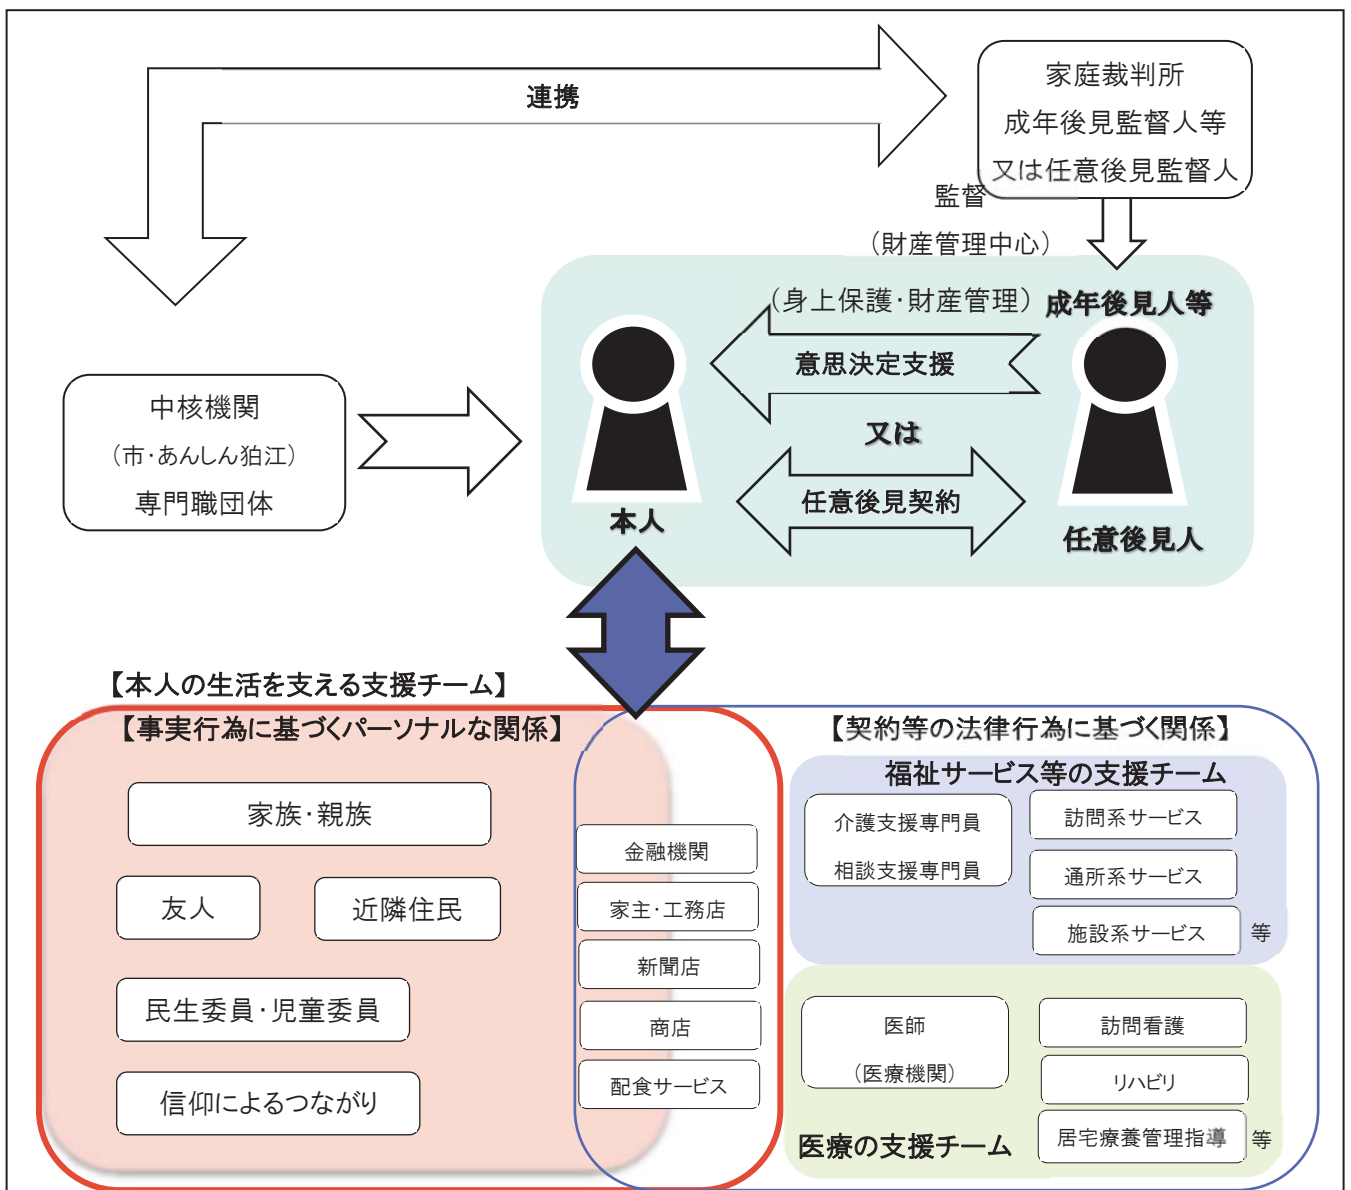 連携
家庭裁判所
成年後見監督人等
又は任意後見監督人
監督
（財産管理中心）
（身上保護・財産管理）
成年後見人等
意思決定支援
又は
任意後見契約
本人
任意後見人
中核機関
（市・あんしん狛江）
専門職団体
【本人の生活を支える支援チーム】
【事実行為に基づくパーソナルな関係】
家族・親族
友人
近隣住民
民生委員・児童委員
信仰によるつながり
金融機関
家主・工務店
新聞店
商店
配食サービス
【契約等の法律行為に基づく関係】
福祉サービス等の支援チーム
介護支援専門員
相談支援専門員
訪問系サービス
通所系サービス
施設系サービス
等
医師
（医療機関）
訪問看護
リハビリ
居宅療養管理指導
等
医療の支援チーム